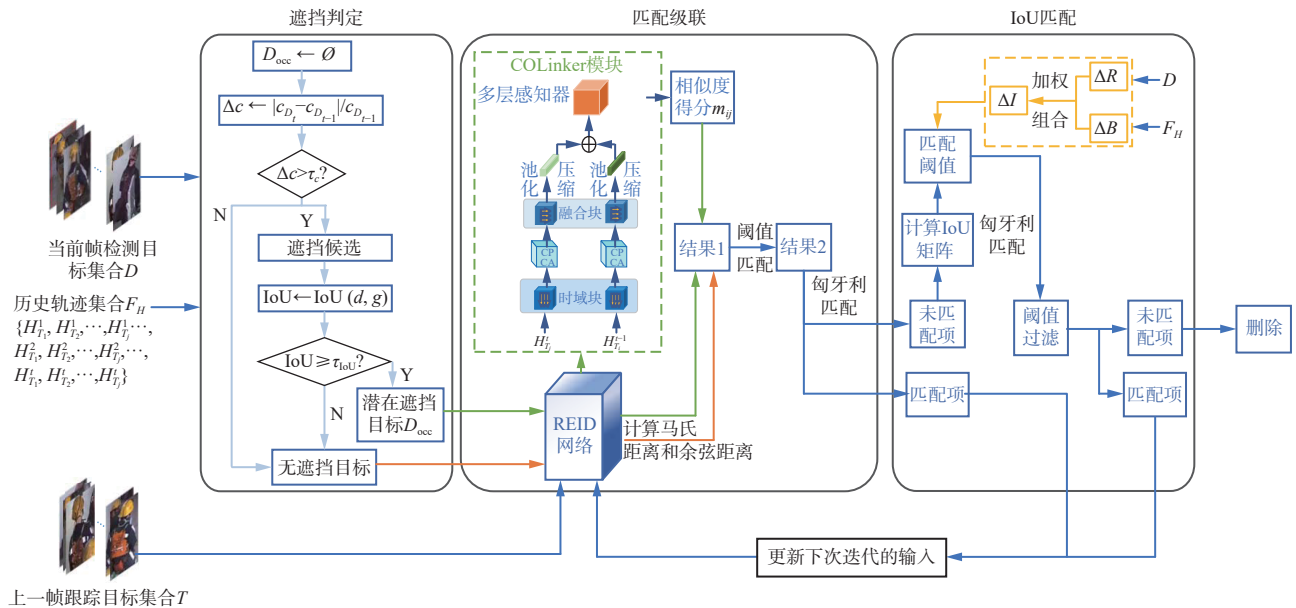 遮挡判定
匹配级联
IoU匹配
D_occ ← Ø
Δc ← |c_{D_t}−c_{D_{t−1}}|/c_{D_{t−1}}
Δc>τ_c?
N
Y
遮挡候选
IoU←IoU (d, g)
IoU≥τ_IoU?
Y
N
潜在遮挡
目标D_occ
无遮挡目标
当前帧检测目
标集合D
历史轨迹集合F_H
{H^1_{T_1}, H^1_{T_2},⋯,H^1_{T_j}⋯,
H^2_{T_1}, H^2_{T_2},⋯,H^2_{T_j},⋯,
H^t_{T_1}, H^t_{T_2},⋯,H^t_{T_j}}
上一帧跟踪目标集合T
COLinker模块
多层感知器
池化
压缩
池化
压缩
融合块
CP
CA
CP
CA
时域块
H^t_{T_j}
H^{t−1}_{T_i}
相似度
得分m_ij
REID
网络
计算马氏
距离和余弦距离
结果1
阈值
匹配
结果2
匈牙利
匹配
加权
组合
ΔI
ΔR
ΔB
D
F_H
匹配
阈值
计算IoU
矩阵
匈牙利
匹配
未匹
配项
阈值
过滤
未匹
配项
删除
匹配项
匹配项
更新下次迭代的输入